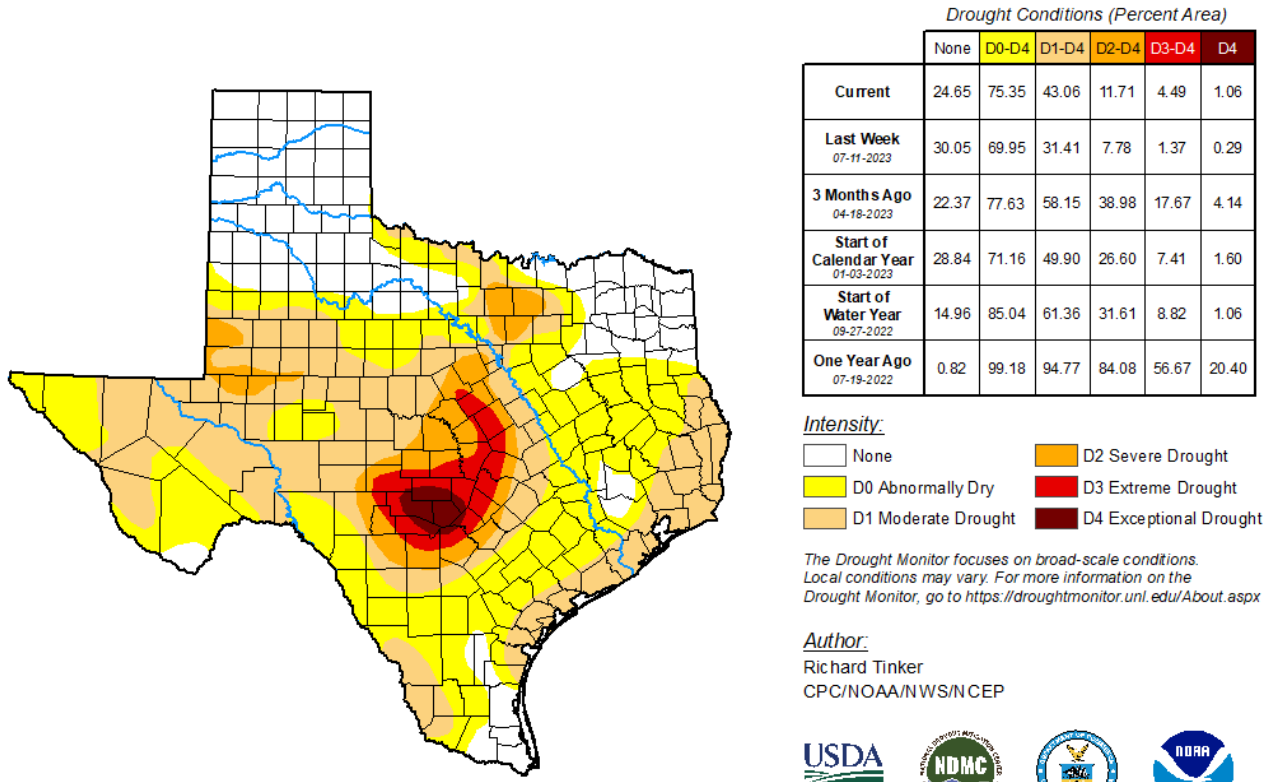 Drought Conditions (Percent Area)
None D0-D4 D1-D4 D2-D4 D3-D4 D4
Current 24.65 75.35 43.06 11.71 4.49 1.06
Last Week
07-11-2023
30.05 69.95 31.41 7.78 1.37 0.29
3 Months Ago
04-18-2023
22.37 77.63 58.15 38.98 17.67 4.14
Start of
Calendar Year
01-03-2023
28.84 71.16 49.90 26.60 7.41 1.60
Start of
Water Year
09-27-2022
14.96 85.04 61.36 31.61 8.82 1.06
One Year Ago
07-19-2022
0.82 99.18 94.77 84.08 56.67 20.40
Intensity:
None
D0 Abnormally Dry
D1 Moderate Drought
D2 Severe Drought
D3 Extreme Drought
D4 Exceptional Drought
The Drought Monitor focuses on broad-scale conditions.
Local conditions may vary. For more information on the
Drought Monitor, go to https://droughtmonitor.unl.edu/About.aspx
Author:
Richard Tinker
CPC/NOAA/NWS/NCEP
USDA
NDMC
NOAA